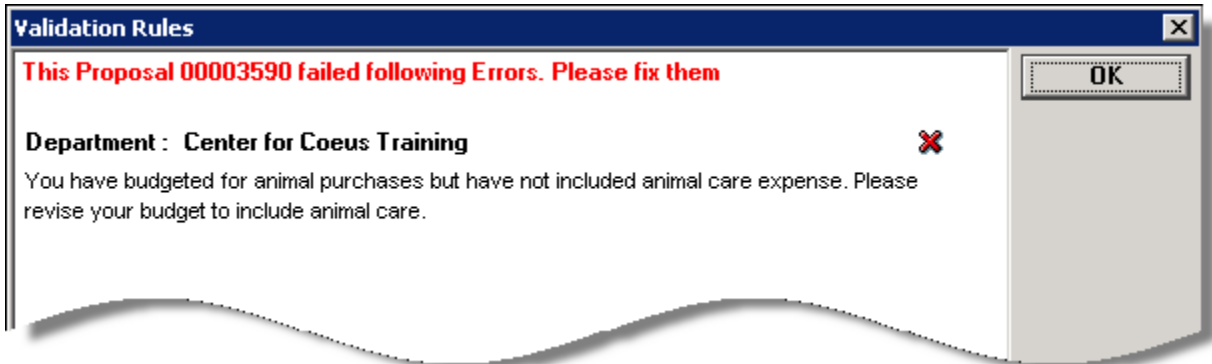 Validation Rules
This Proposal 00003590 failed following Errors. Please fix them
OK
Department : Center for Coeus Training
You have budgeted for animal purchases but have not included animal care expense. Please
revise your budget to include animal care.